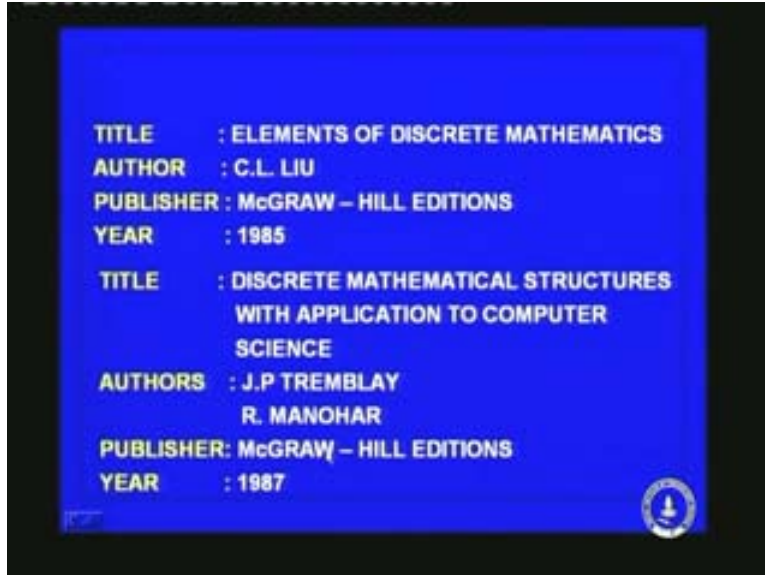 TITLE : ELEMENTS OF DISCRETE MATHEMATICS
AUTHOR : C.L. LIU
PUBLISHER : McGRAW – HILL EDITIONS
YEAR : 1985
TITLE : DISCRETE MATHEMATICAL STRUCTURES
WITH APPLICATION TO COMPUTER
SCIENCE
AUTHORS : J.P TREMBLAY
R. MANOHAR
PUBLISHER: McGRAW – HILL EDITIONS
YEAR : 1987